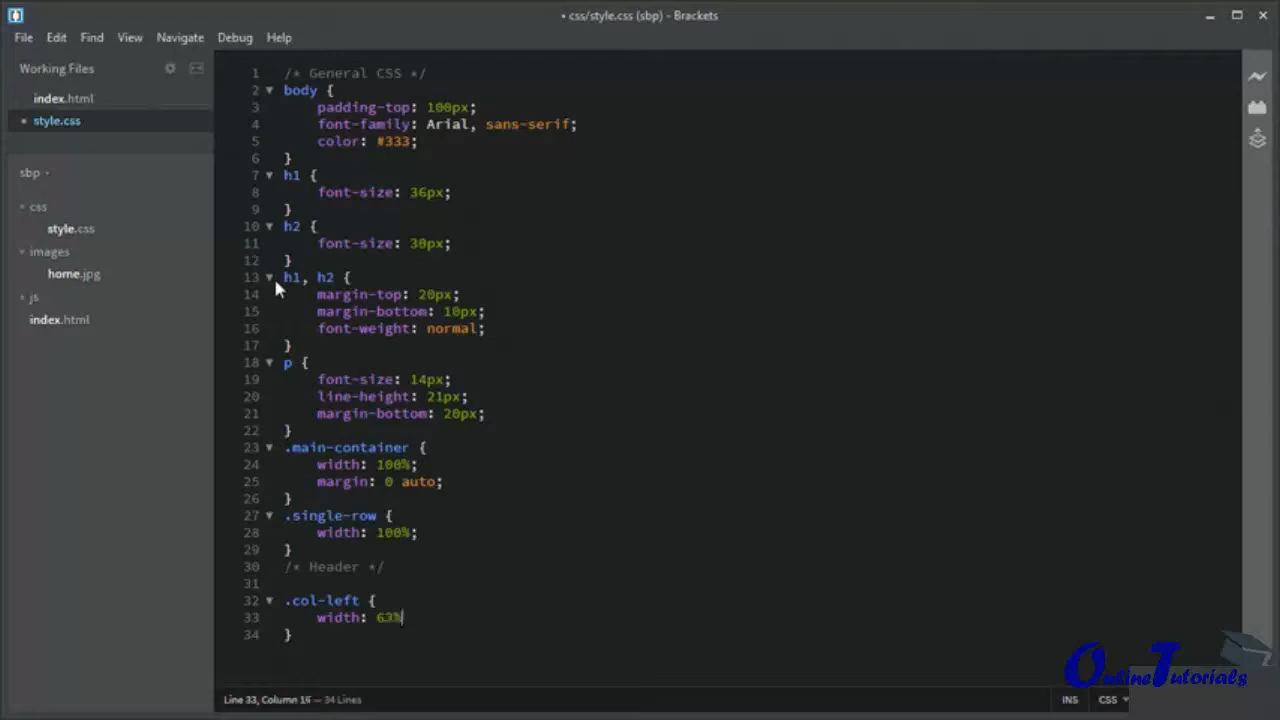 • css/style.css (sbp) - Brackets
File Edit Find View Navigate Debug Help
Working Files
index.html
• style.css
sbp
css
style.css
images
home.jpg
js
index.html
1 /* General CSS */
2 body {
3 padding-top: 100px;
4 font-family: Arial, sans-serif;
5 color: #333;
6 }
7 h1 {
8 font-size: 36px;
9 }
10 h2 {
11 font-size: 30px;
12 }
13 h1, h2 {
14 margin-top: 20px;
15 margin-bottom: 10px;
16 font-weight: normal;
17 }
18 p {
19 font-size: 14px;
20 line-height: 21px;
21 margin-bottom: 20px;
22 }
23 .main-container {
24 width: 100%;
25 margin: 0 auto;
26 }
27 .single-row {
28 width: 100%;
29 }
30 /* Header */
31
32 .col-left {
33 width: 63%
34 }
Line 33, Column 16 — 34 Lines
INS CSS
OnlineTutorials